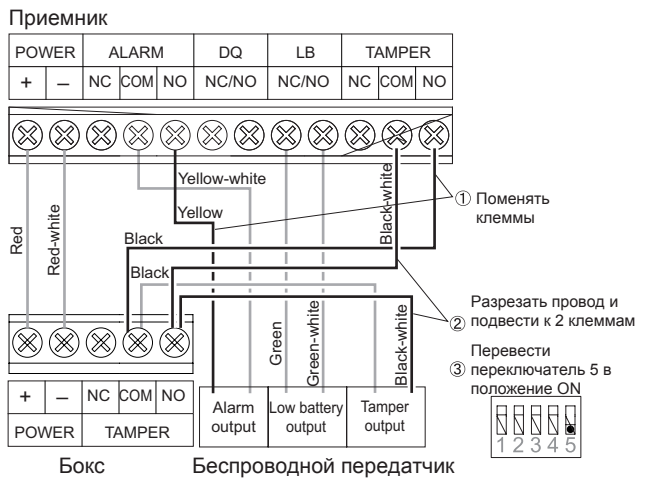 Приемник
POWER ALARM DQ LB TAMPER
+ – NC COM NO NC/NO NC/NO NC COM NO
Yellow-white
Yellow
Black
Black
Red
Red-white
Black-white
① Поменять
клеммы
② Разрезать провод и
подвести к 2 клеммам
③ Перевести
переключатель 5 в
положение ON
1 2 3 4 5
Green
Green-white
Black-white
+ – NC COM NO
POWER TAMPER
Alarm
output
Low battery
output
Tamper
output
Бокс
Беспроводной передатчик